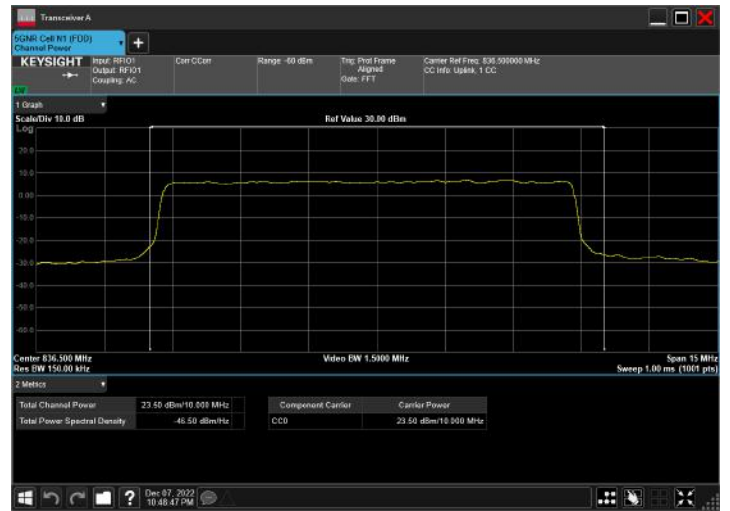 Transceiver A
5GNR Cell N1 (FDD)
Channel Power
KEYSIGHT
Input: RFIO1
Output: RFIO1
Coupling: AC
Corr CCorr
Range -60 dBm
Trig: Prdt Frame
Aligned
Gate: FFT
Carrier Ref Freq: 836.500000 MHz
CC Info: Uplink, 1 CC
1 Graph
Scale/Div 10.0 dB
Ref Value 30.00 dBm
Log
20.0
10.0
0.00
-10.0
-20.0
-30.0
-40.0
-50.0
-60.0
Center 836.500 MHz
Video BW 1.5000 MHz
Span 15 MHz
Res BW 150.00 kHz
Sweep 1.00 ms (1001 pts)
2 Metrics
Total Channel Power 23.50 dBm/10.000 MHz
Total Power Spectral Density -46.50 dBm/Hz
Component Carrier Carrier Power
CC0 23.50 dBm/10.000 MHz
?
Dec 07, 2022
10:48:47 PM